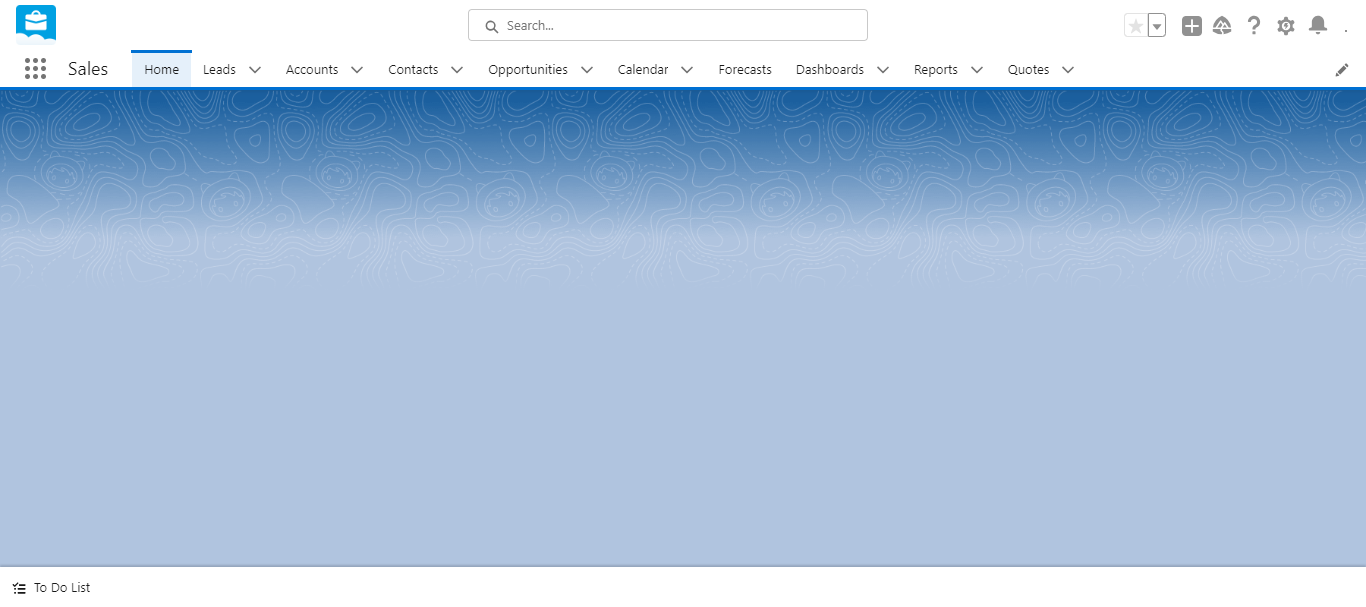 Search...
Sales
Home
Leads
Accounts
Contacts
Opportunities
Calendar
Forecasts
Dashboards
Reports
Quotes
To Do List